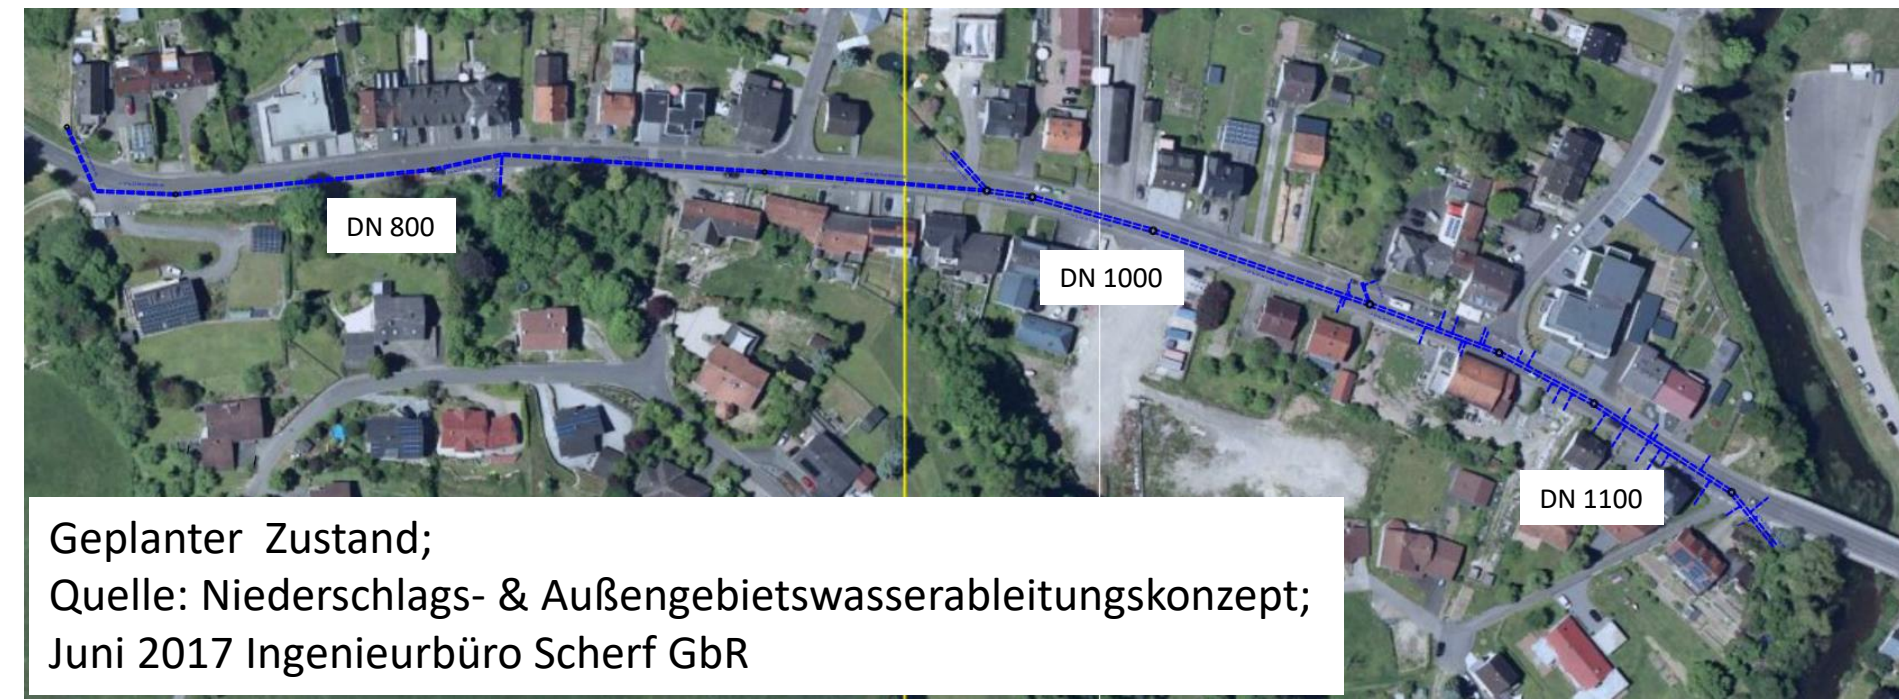 DN 800
DN 1000
DN 1100
Geplanter Zustand;
Quelle: Niederschlags- & Außengebietswasserableitungskonzept;
Juni 2017 Ingenieurbüro Scherf GbR